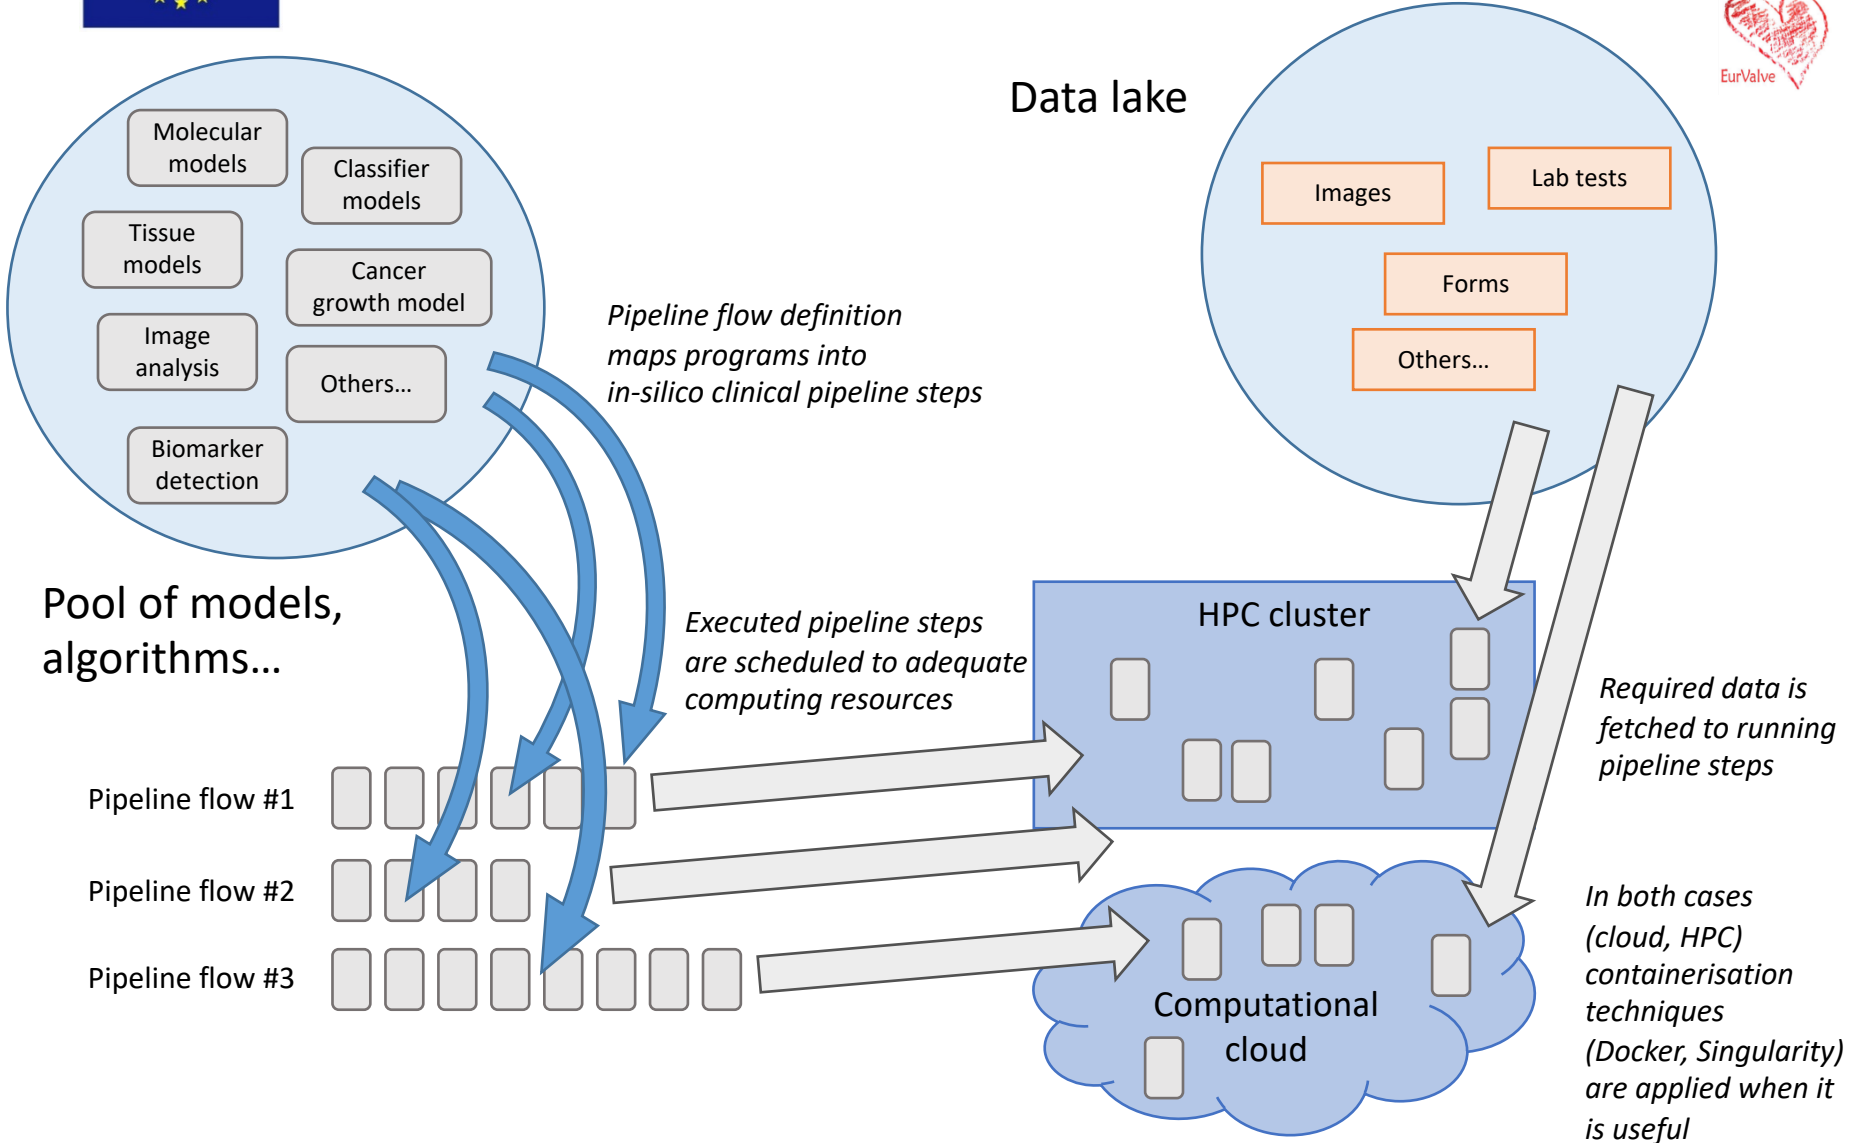 EurValve
Data lake
Molecular
models
Classifier
models
Tissue
models
Cancer
growth model
Image
analysis
Others...
Biomarker
detection
Images
Lab tests
Forms
Others...
Pipeline flow definition
maps programs into
in-silico clinical pipeline steps
Pool of models,
algorithms...
Executed pipeline steps
are scheduled to adequate
computing resources
HPC cluster
Required data is
fetched to running
pipeline steps
Pipeline flow #1
Pipeline flow #2
Pipeline flow #3
Computational
cloud
In both cases
(cloud, HPC)
containerisation
techniques
(Docker, Singularity)
are applied when it
is useful